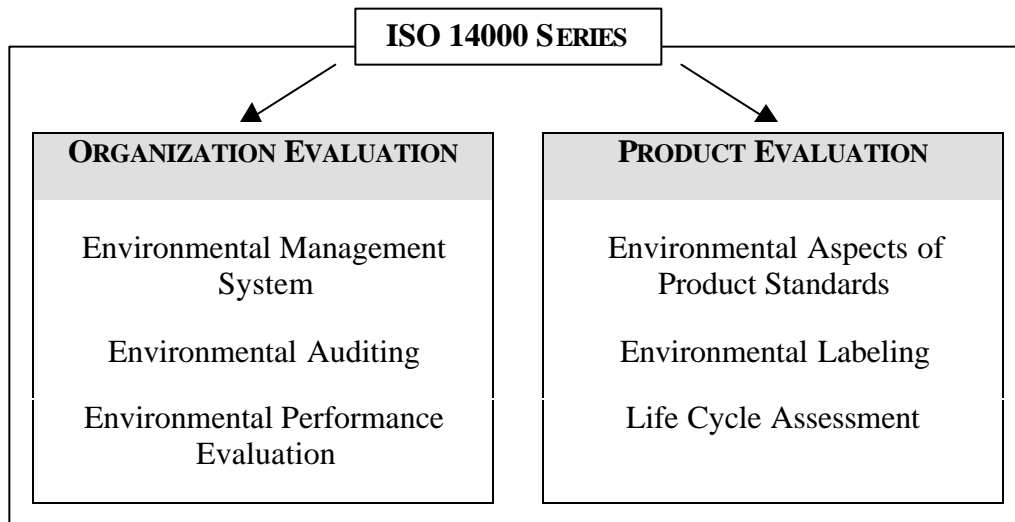 ISO 14000 SERIES
ORGANIZATION EVALUATION
Environmental Management
System
Environmental Auditing
Environmental Performance
Evaluation
PRODUCT EVALUATION
Environmental Aspects of
Product Standards
Environmental Labeling
Life Cycle Assessment